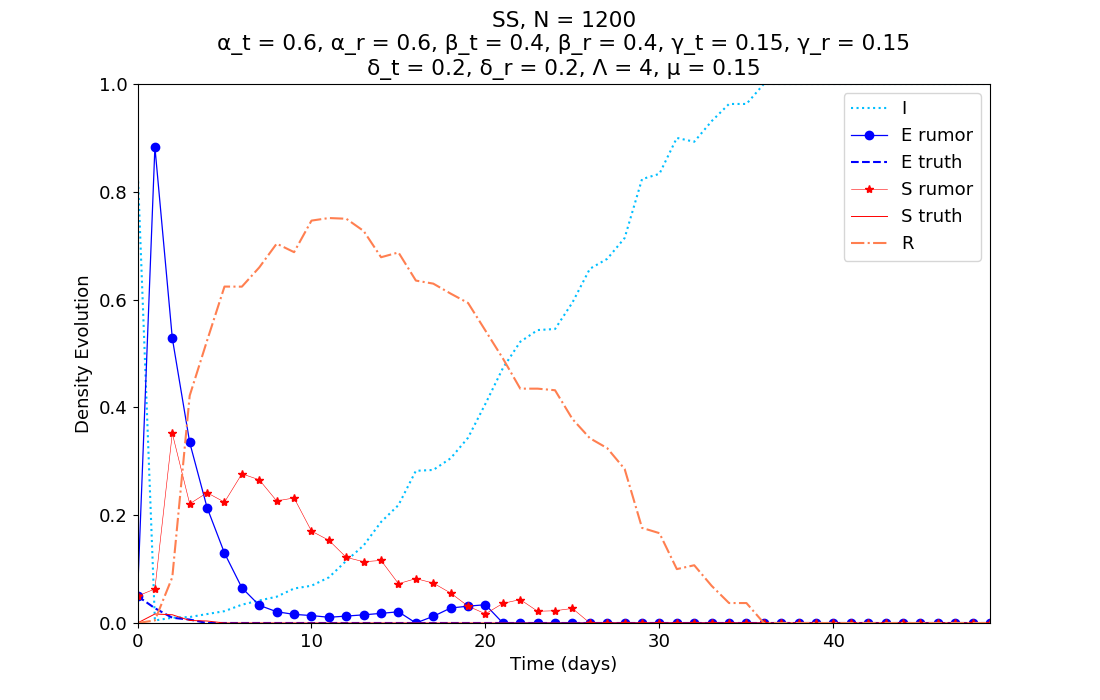 SS, N = 1200
α_t = 0.6, α_r = 0.6, β_t = 0.4, β_r = 0.4, γ_t = 0.15, γ_r = 0.15
δ_t = 0.2, δ_r = 0.2, Λ = 4, μ = 0.15
1.0
0.8
0.6
0.4
0.2
0.0
Density Evolution
I
E rumor
E truth
S rumor
S truth
R
0
10
20
30
40
Time (days)